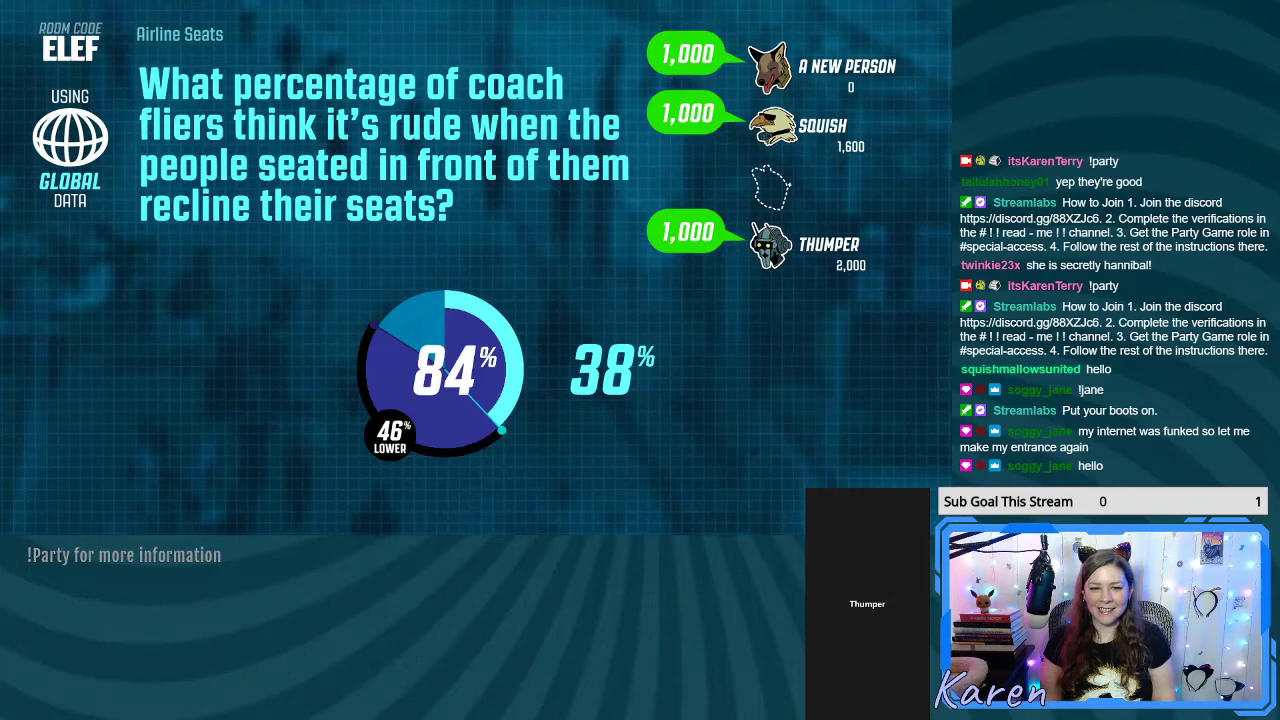 ROOM CODE
ELEF
USING
GLOBAL
DATA
Airline Seats
What percentage of coach
fliers think it's rude when the
people seated in front of them
recline their seats?
1,000
A NEW PERSON
0
1,000
SQUISH
1,600
1,000
THUMPER
2,000
84%
38%
46%
LOWER
!Party for more information
itsKarenTerry !party
tallulahhoney01 yep they're good
Streamlabs How to Join 1. Join the discord
https://discord.gg/88XZJc6. 2. Complete the verifications in
the # ! ! read - me ! ! channel. 3. Get the Party Game role in
#special-access. 4. Follow the rest of the instructions there.
twinkie23x she is secretly hannibal!
itsKarenTerry !party
Streamlabs How to Join 1. Join the discord
https://discord.gg/88XZJc6. 2. Complete the verifications in
the # ! ! read - me ! ! channel. 3. Get the Party Game role in
#special-access. 4. Follow the rest of the instructions there.
squishmallowsunited hello
soggy_jane !jane
Streamlabs Put your boots on.
soggy_jane my internet was funked so let me
make my entrance again
soggy_jane hello
Sub Goal This Stream 0 1
Thumper
Karen